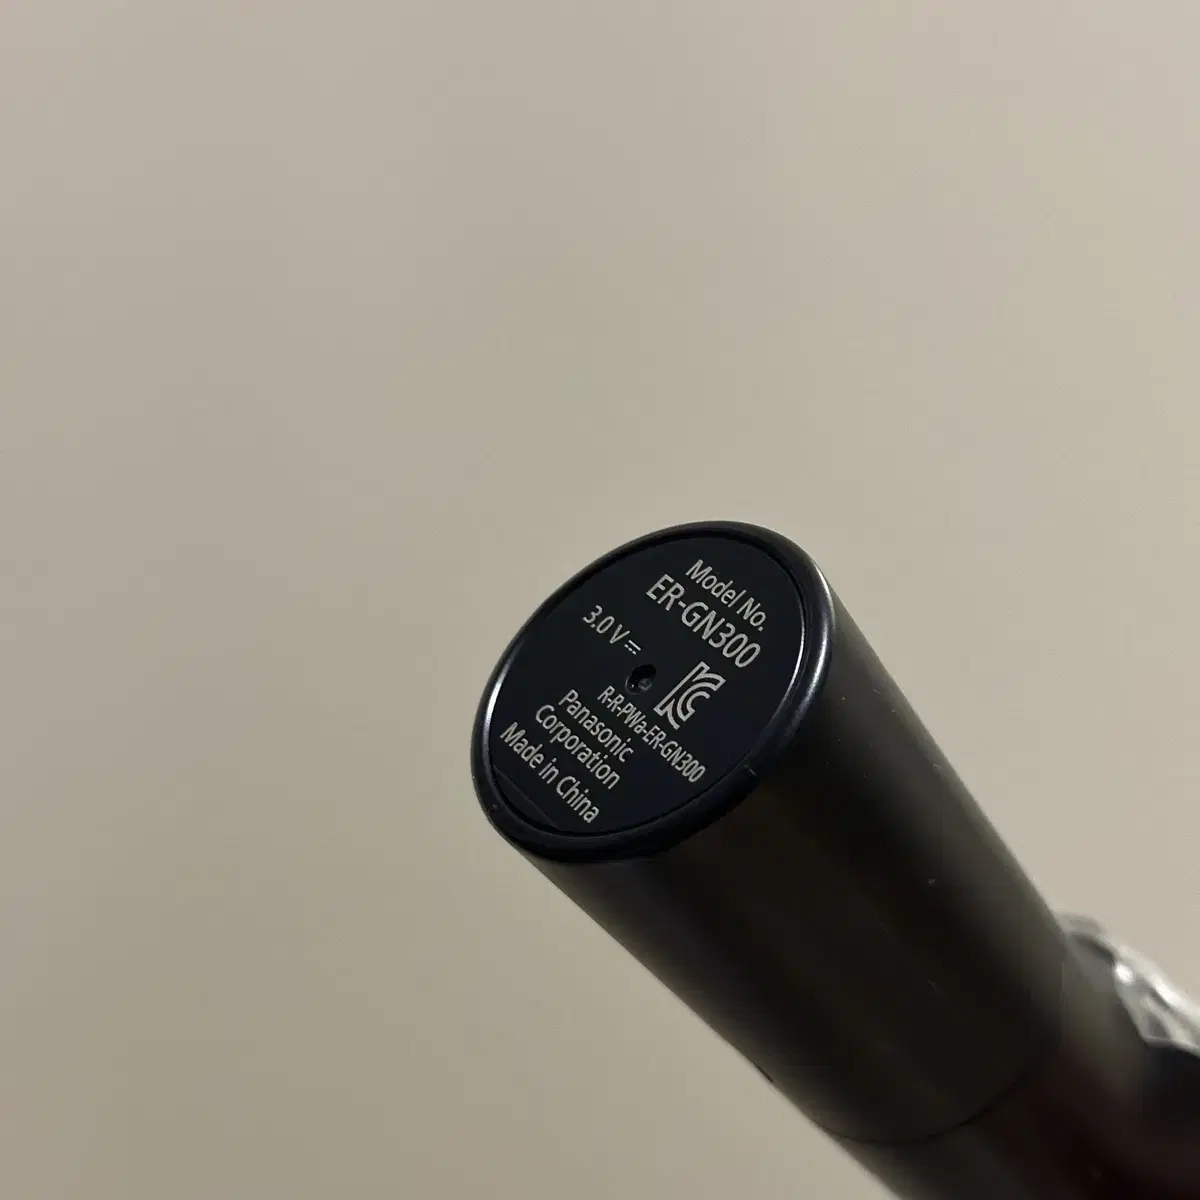 Model No.
ER-GN300
3.0 V ⎓
R-R-PWa-ER-GN300
Panasonic
Corporation
Made in China